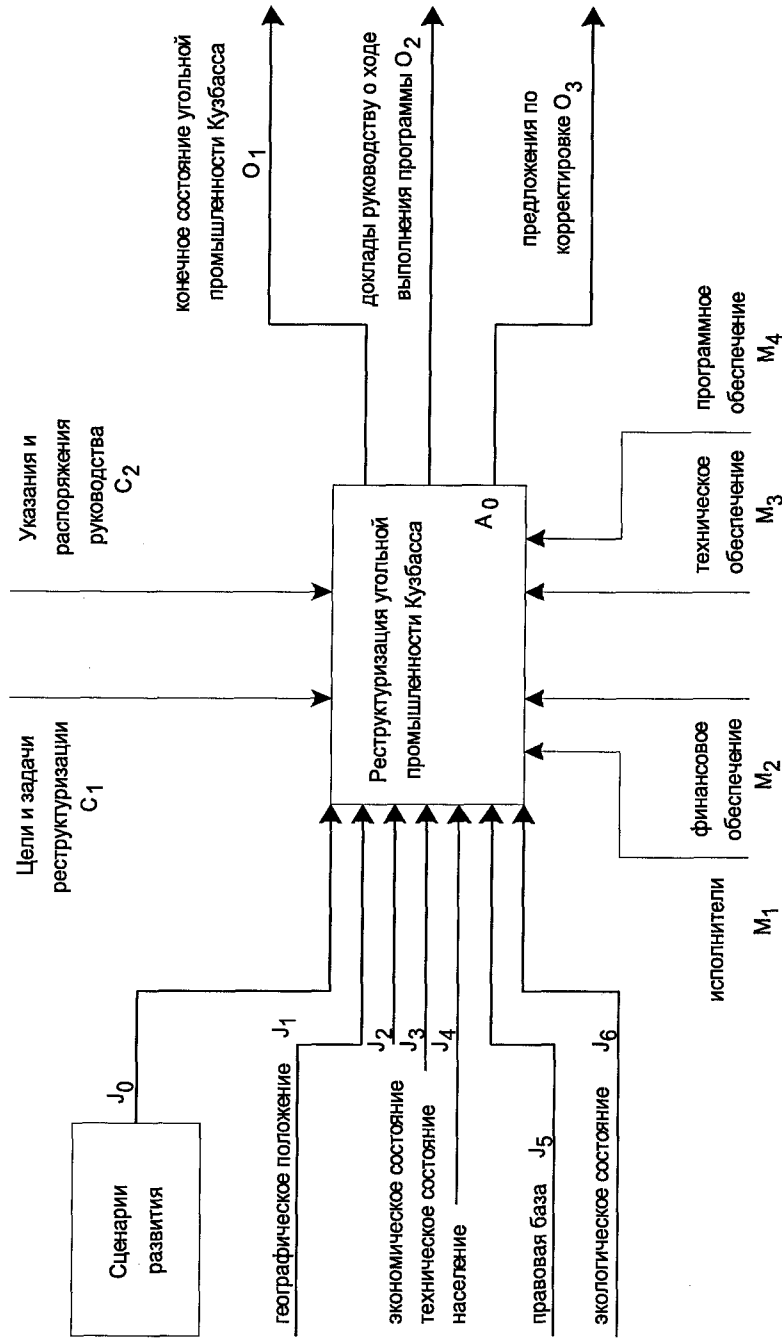 Сценарии
развития
J0
географическое положение
J1
экономическое состояние
J2
техническое состояние
J3
население
J4
правовая база
J5
экологическое состояние
J6
Цели и задачи
реструктуризации
C1
Указания и
распоряжения
руководства
C2
Реструктуризация угольной
промышленности Кузбасса
A0
конечное состояние угольной
промышленности Кузбасса
O1
доклады руководству о ходе
выполнения программы O2
предложения по
корректировке O3
исполнители
M1
финансовое
обеспечение
M2
техническое
обеспечение
M3
программное
обеспечение
M4